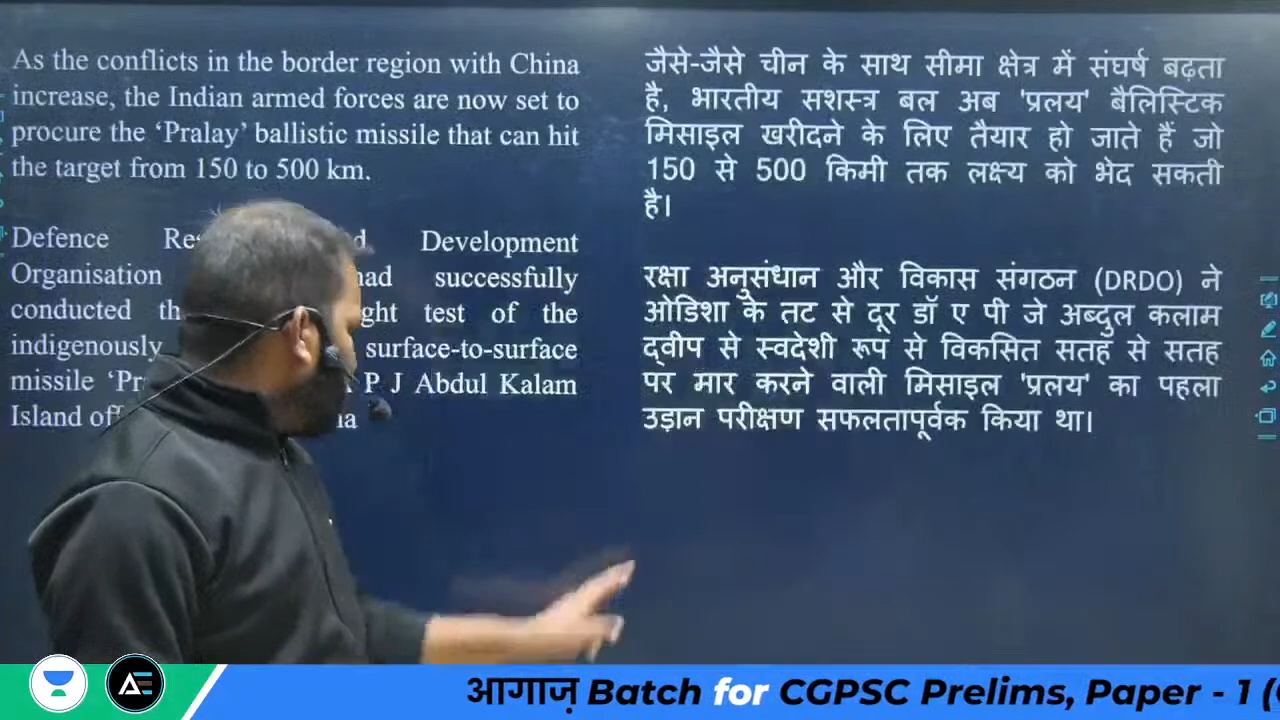 As the conflicts in the border region with China
increase, the Indian armed forces are now set to
procure the ‘Pralay’ ballistic missile that can hit
the target from 150 to 500 km.
Defence Development
Organisation had successfully
conducted test of the
indigenously surface-to-surface
missile P J Abdul Kalam
Island
जैसे-जैसे चीन के साथ सीमा क्षेत्र में संघर्ष बढ़ता
है, भारतीय सशस्त्र बल अब 'प्रलय' बैलिस्टिक
मिसाइल खरीदने के लिए तैयार हो जाते हैं जो
150 से 500 किमी तक लक्ष्य को भेद सकती
है।
रक्षा अनुसंधान और विकास संगठन (DRDO) ने
ओडिशा के तट से दूर डॉ ए पी जे अब्दुल कलाम
द्वीप से स्वदेशी रूप से विकसित सतह से सतह
पर मार करने वाली मिसाइल 'प्रलय' का पहला
उड़ान परीक्षण सफलतापूर्वक किया था।
आगाज़ Batch for CGPSC Prelims, Paper - 1 (